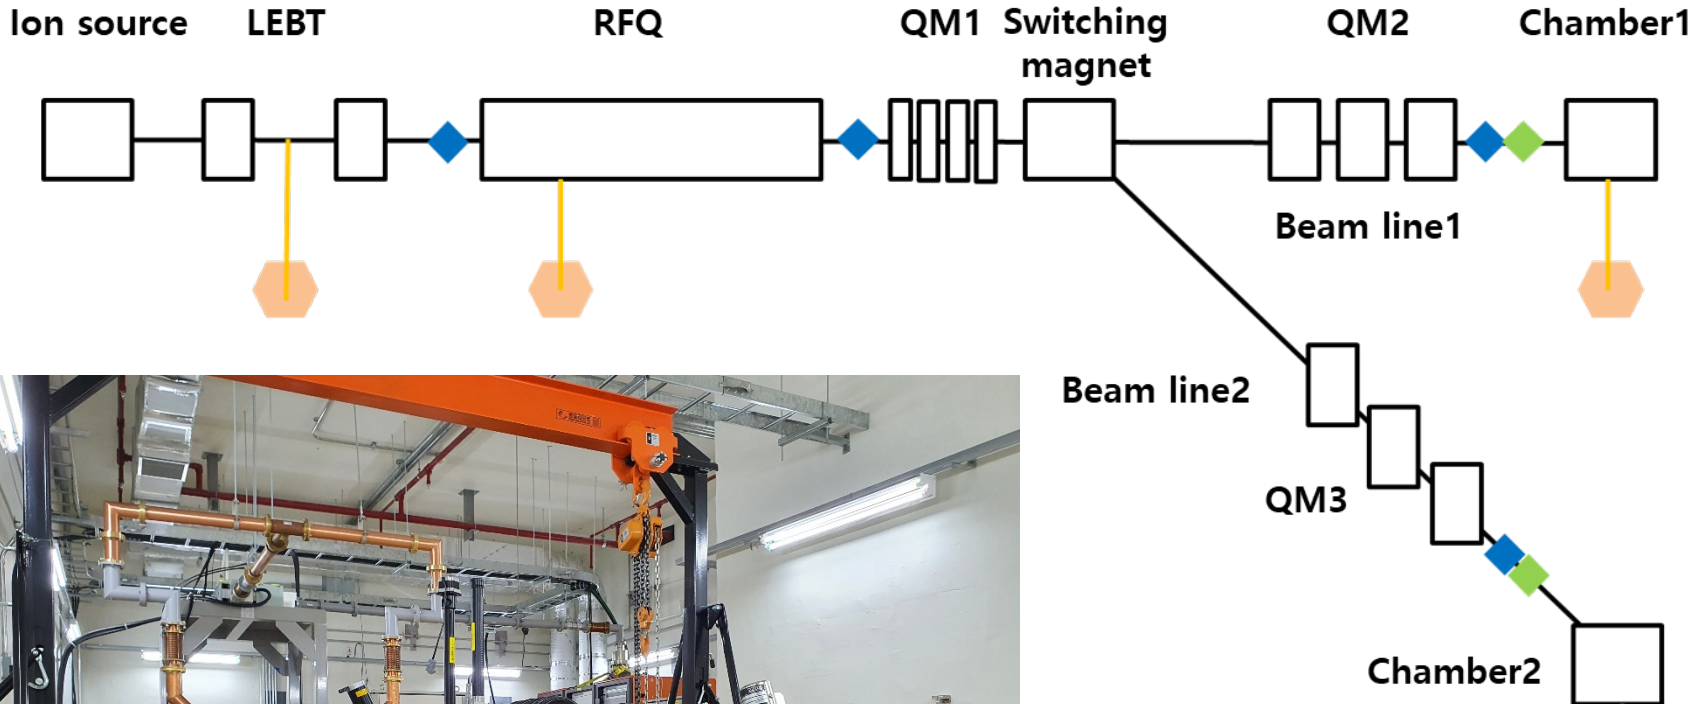 Ion source
LEBT
RFQ
QM1
Switching
magnet
QM2
Chamber1
Beam line1
Beam line2
QM3
Chamber2